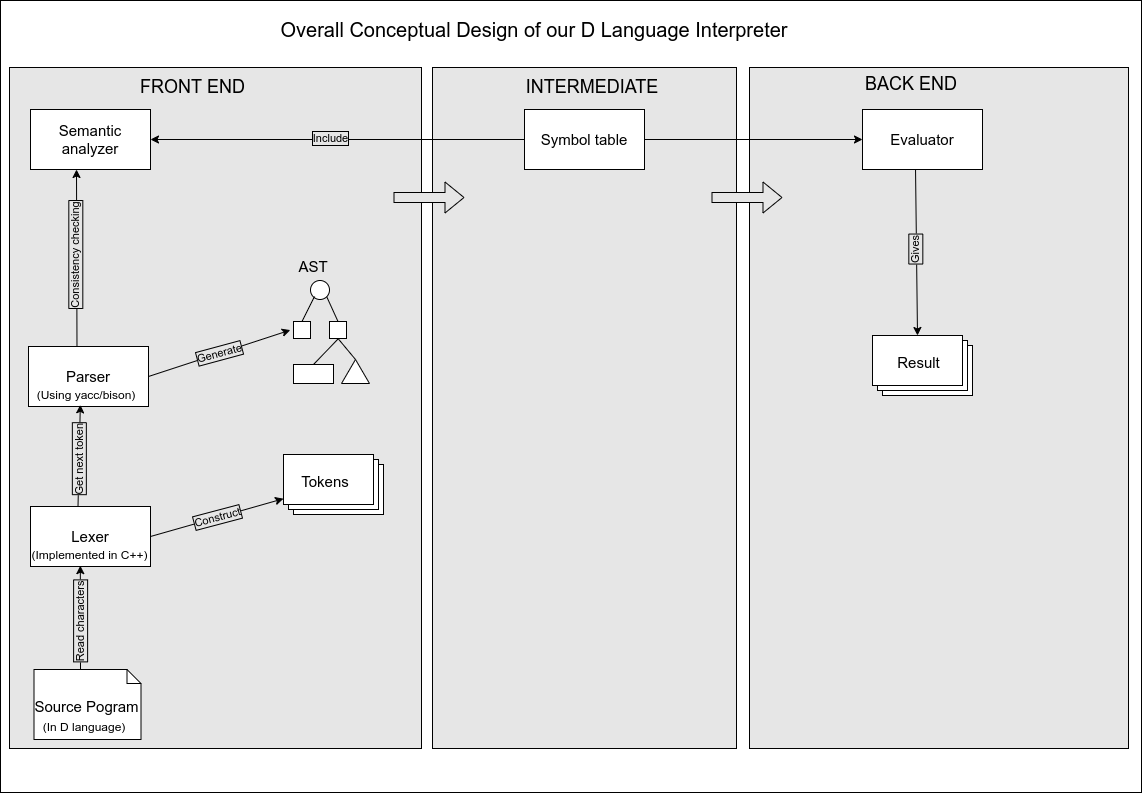 Overall Conceptual Design of our D Language Interpreter
FRONT END
INTERMEDIATE
BACK END
Semantic
analyzer
Include
Symbol table
Evaluator
Consistency checking
Gives
AST
Generate
Parser
(Using yacc/bison)
Result
Get next token
Tokens
Construct
Lexer
(Implemented in C++)
Read characters
Source Pogram
(In D language)